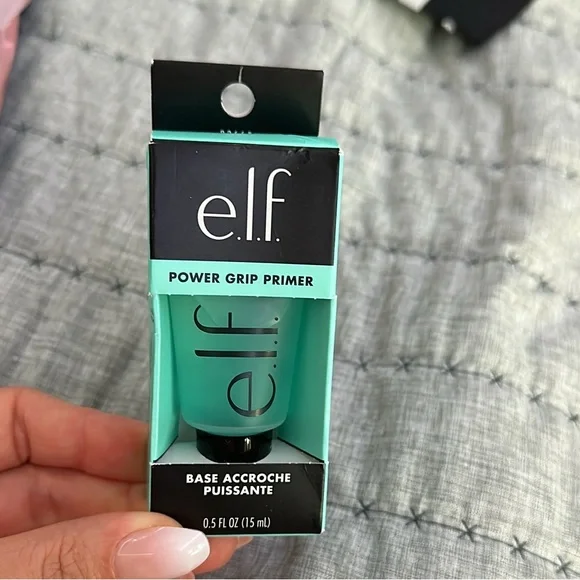 e.l.f.
POWER GRIP PRIMER
e.l.f.
BASE ACCROCHE
PUISSANTE
0.5 FL OZ (15 mL)